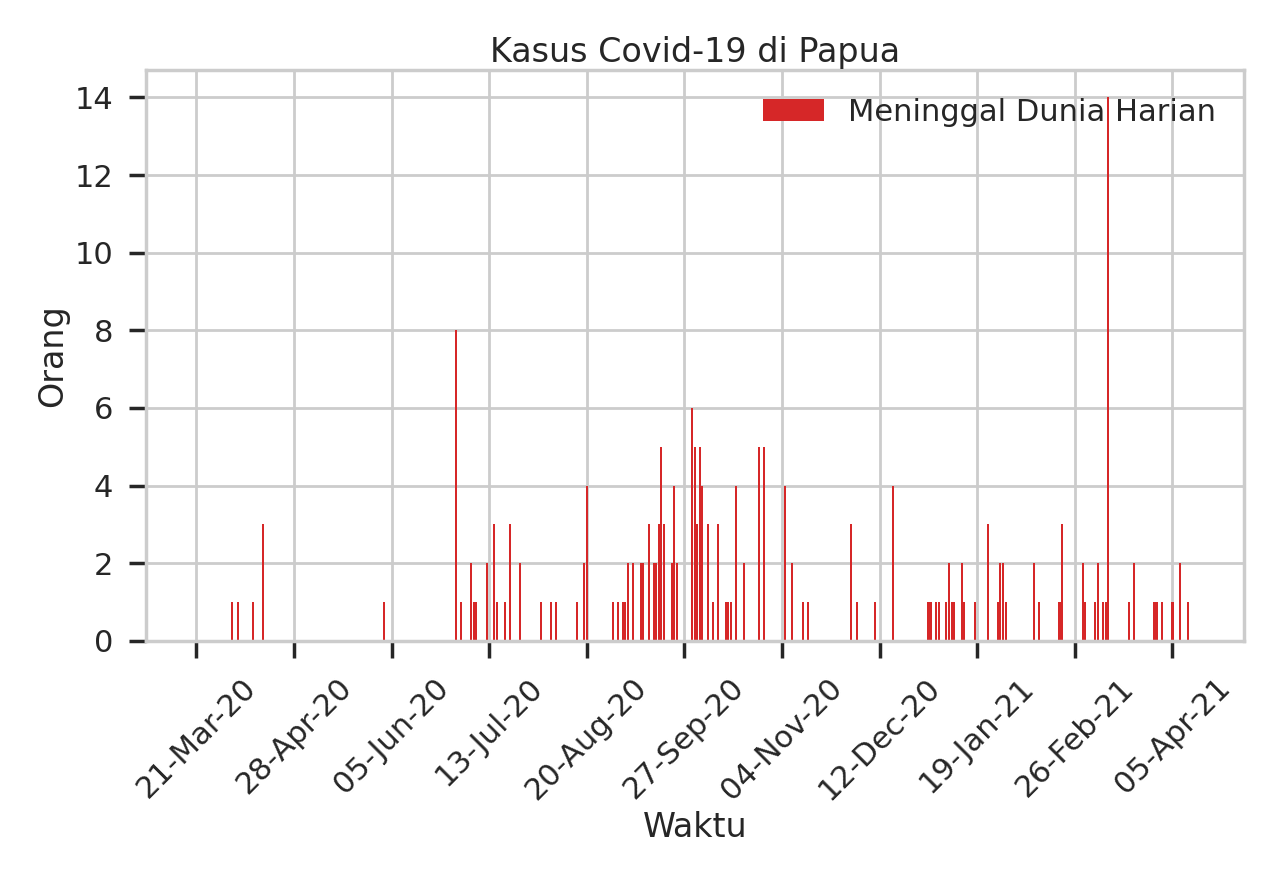 Kasus Covid-19 di Papua
Meninggal Dunia Harian
14
12
10
8
6
4
2
0
Orang
21-Mar-20
28-Apr-20
05-Jun-20
13-Jul-20
20-Aug-20
27-Sep-20
04-Nov-20
12-Dec-20
19-Jan-21
26-Feb-21
05-Apr-21
Waktu